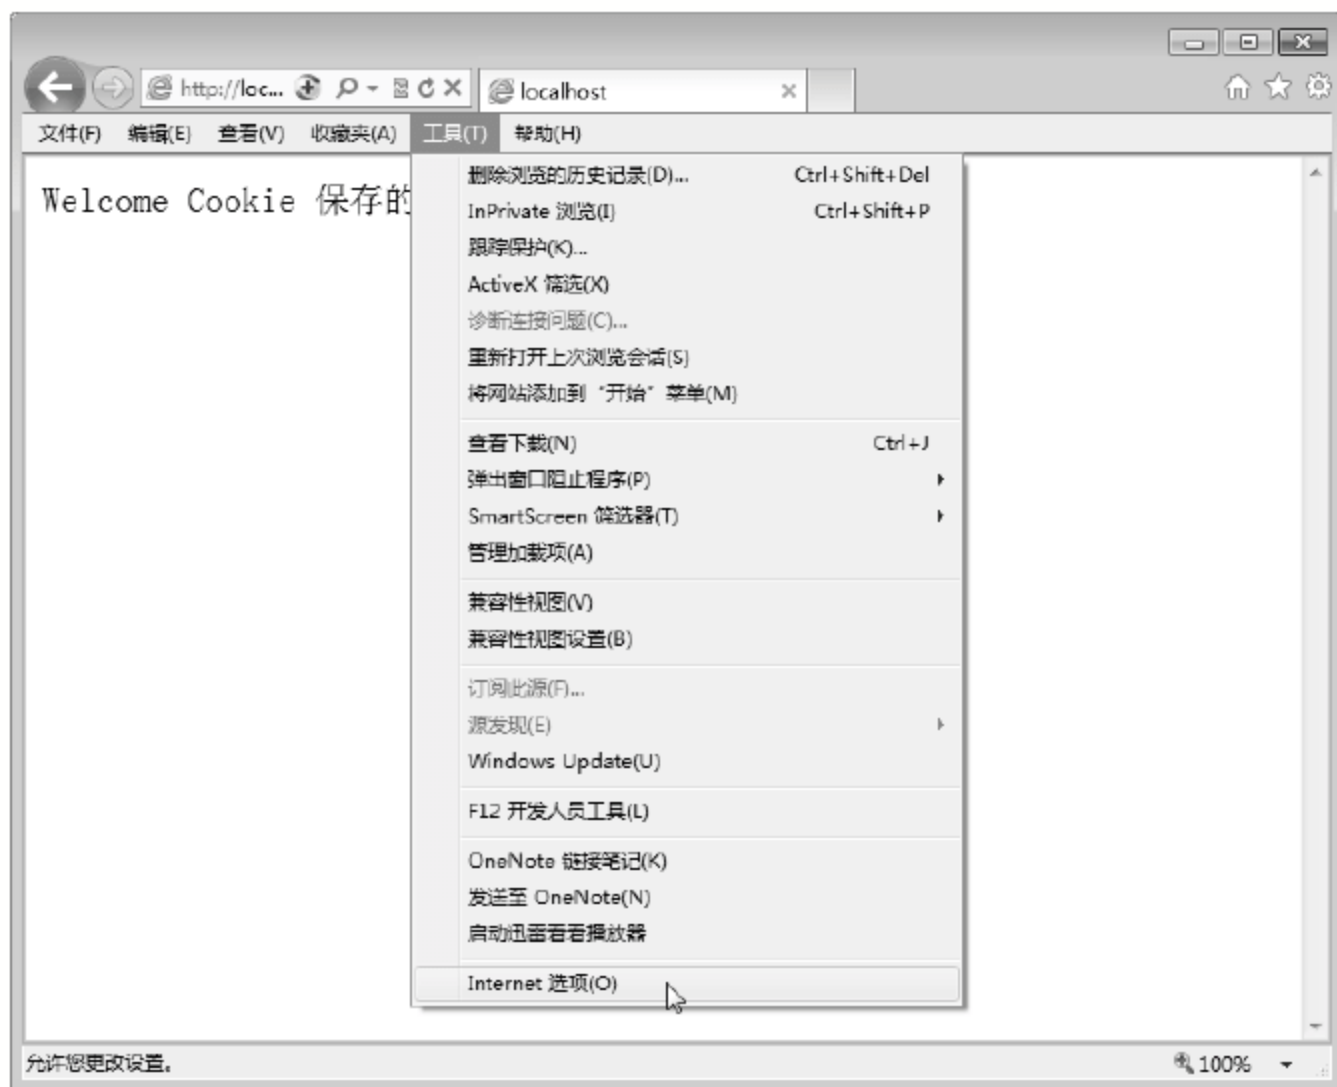 http://loc...
localhost
文件(F) 编辑(E) 查看(V) 收藏夹(A) 工具(T) 帮助(H)
Welcome Cookie 保存的
删除浏览的历史记录(D)... Ctrl+Shift+Del
InPrivate 浏览(I) Ctrl+Shift+P
跟踪保护(K)...
ActiveX 筛选(X)
诊断连接问题(C)...
重新打开上次浏览会话(S)
将网站添加到“开始”菜单(M)
查看下载(N) Ctrl+J
弹出窗口阻止程序(P)
SmartScreen 筛选器(T)
管理加载项(A)
兼容性视图(V)
兼容性视图设置(B)
订阅此源(F)...
源发现(E)
Windows Update(U)
F12 开发人员工具(L)
OneNote 链接笔记(K)
发送至 OneNote(N)
启动迅雷看看播放器
Internet 选项(O)
允许您更改设置。 100%